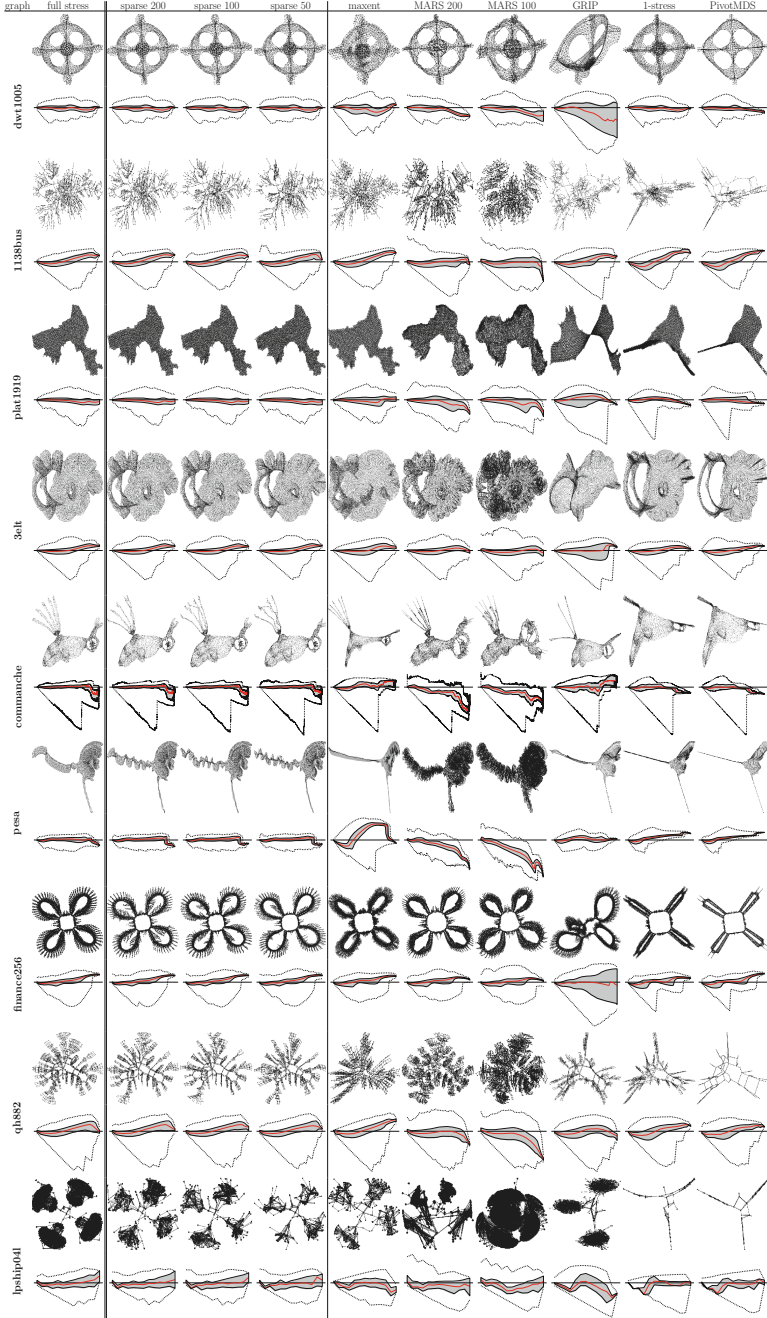 graph full stress sparse 200 sparse 100 sparse 50 maxent MARS 200 MARS 100 GRIP 1-stress PivotMDS
dwt1005
1138bus
plat1919
3elt
commanche
pesa
finance256
qh882
lpship04l